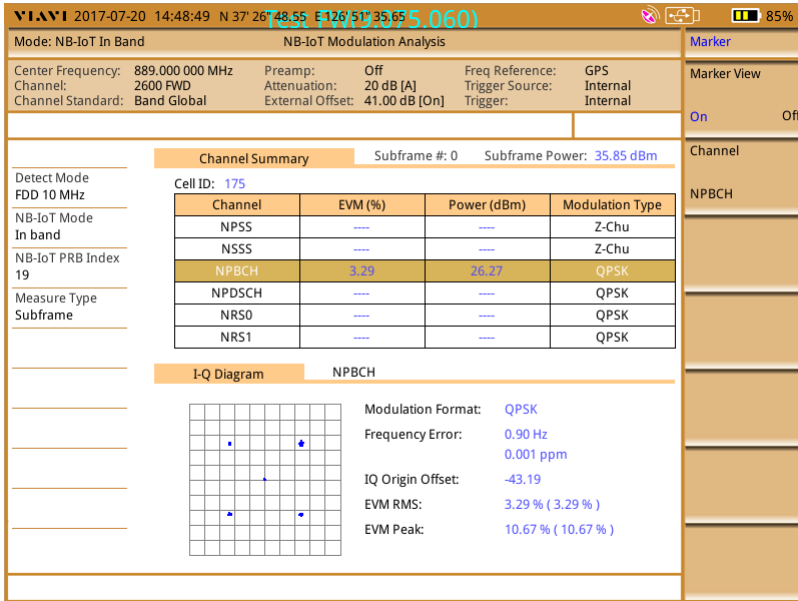 VIAVI 2017-07-20 14:48:49 N 37° 26' 48.55 E 126° 51' 35.65 85%
Test FW(9.075.060)
Mode: NB-IoT In Band NB-IoT Modulation Analysis Marker
Center Frequency: 889.000 000 MHz Preamp: Off Freq Reference: GPS
Channel: 2600 FWD Attenuation: 20 dB [A] Trigger Source: Internal
Channel Standard: Band Global External Offset: 41.00 dB [On] Trigger: Internal
Marker View
On Off
Channel
NPBCH
Detect Mode
FDD 10 MHz
NB-IoT Mode
In band
NB-IoT PRB Index
19
Measure Type
Subframe
Channel Summary Subframe #: 0 Subframe Power: 35.85 dBm
Cell ID: 175
Channel EVM (%) Power (dBm) Modulation Type
NPSS ---- ---- Z-Chu
NSSS ---- ---- Z-Chu
NPBCH 3.29 26.27 QPSK
NPDSCH ---- ---- QPSK
NRS0 ---- ---- QPSK
NRS1 ---- ---- QPSK
I-Q Diagram NPBCH
Modulation Format: QPSK
Frequency Error: 0.90 Hz
0.001 ppm
IQ Origin Offset: -43.19
EVM RMS: 3.29 % ( 3.29 % )
EVM Peak: 10.67 % ( 10.67 % )